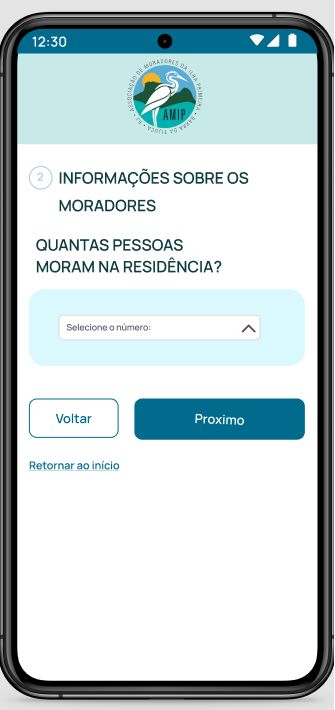 12:30
ASSOCIAÇÃO DE MORADORES DA ILHA PRIMEIRA • BARRA DA TIJUCA • RJ •
AMIP
2
INFORMAÇÕES SOBRE OS
MORADORES
QUANTAS PESSOAS
MORAM NA RESIDÊNCIA?
Selecione o número:
Voltar
Proximo
Retornar ao início